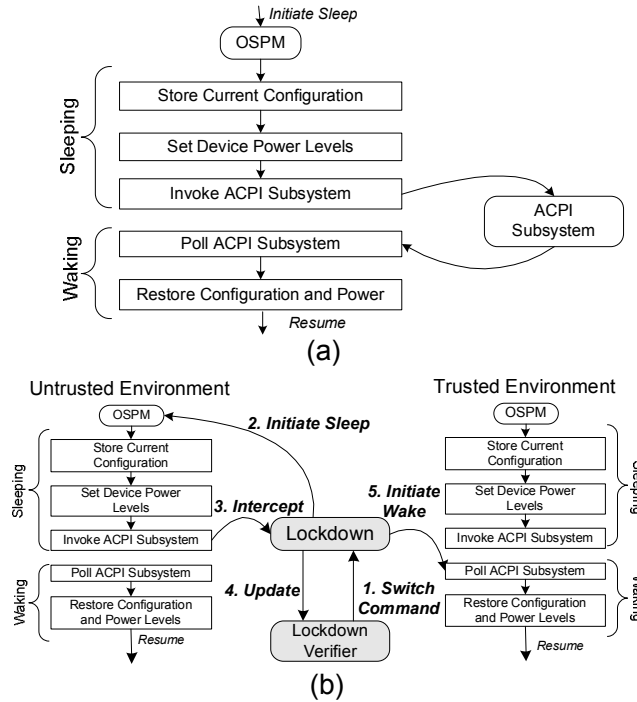 Initiate Sleep
OSPM
Sleeping
Store Current Configuration
Set Device Power Levels
Invoke ACPI Subsystem
ACPI
Subsystem
Waking
Poll ACPI Subsystem
Restore Configuration and Power
Resume
(a)
Untrusted Environment
OSPM
Sleeping
Store Current
Configuration
Set Device Power
Levels
Invoke ACPI Subsystem
Waking
Poll ACPI Subsystem
Restore Configuration
and Power Levels
Resume
2. Initiate Sleep
3. Intercept
Lockdown
4. Update
1. Switch
Command
Lockdown
Verifier
5. Initiate
Wake
Trusted Environment
OSPM
Store Current
Configuration
Set Device Power
Levels
Invoke ACPI Subsystem
Sleeping
Poll ACPI Subsystem
Restore Configuration
and Power Levels
Waking
Resume
(b)